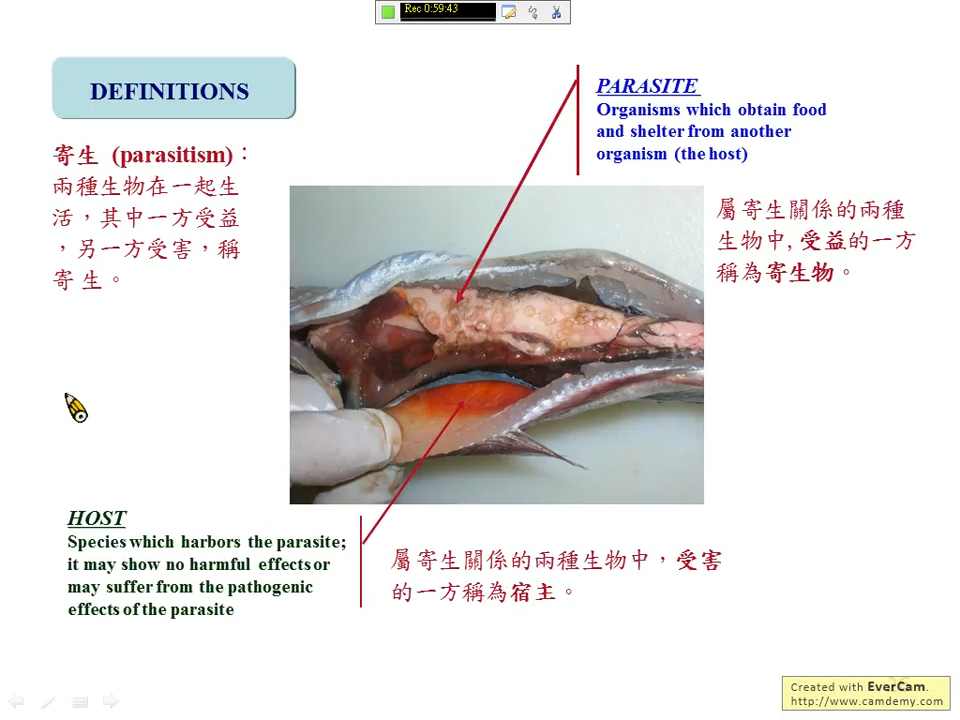 Rec 0:59:43
DEFINITIONS
寄生 (parasitism)：
兩種生物在一起生
活，其中一方受益
，另一方受害，稱
寄 生。
PARASITE
Organisms which obtain food
and shelter from another
organism (the host)
屬寄生關係的兩種
生物中, 受益的一方
稱為寄生物。
HOST
Species which harbors the parasite;
it may show no harmful effects or
may suffer from the pathogenic
effects of the parasite
屬寄生關係的兩種生物中，受害
的一方稱為宿主。
Created with EverCam.
http://www.camdemy.com